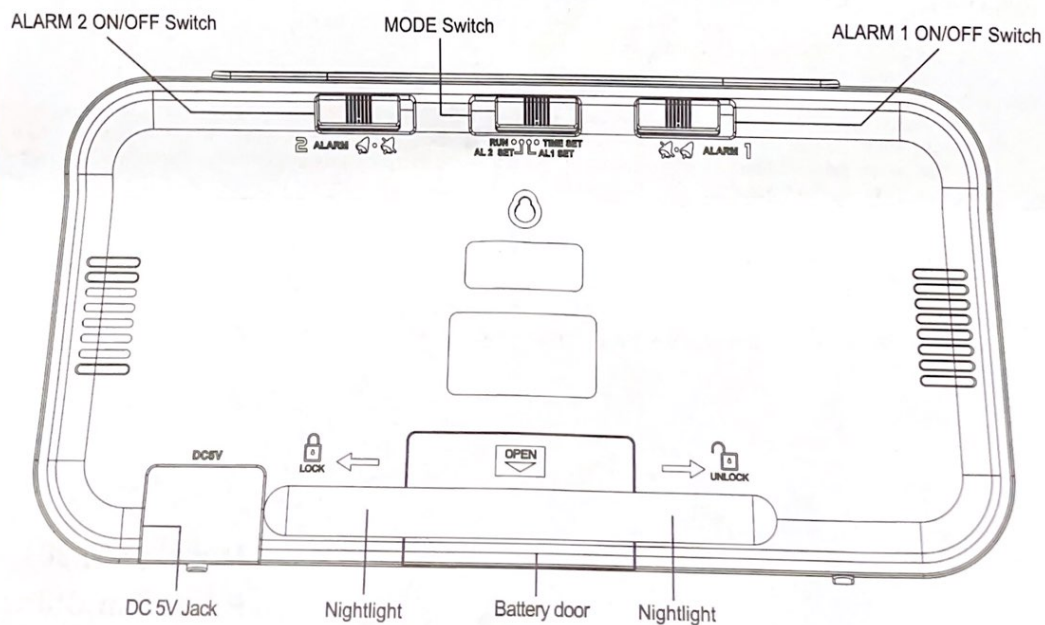 ALARM 2 ON/OFF Switch
MODE Switch
ALARM 1 ON/OFF Switch
2 ALARM
RUN TIME SET
AL 2 SET AL1 SET
ALARM 1
DC5V
LOCK
OPEN
UNLOCK
DC 5V Jack
Nightlight
Battery door
Nightlight